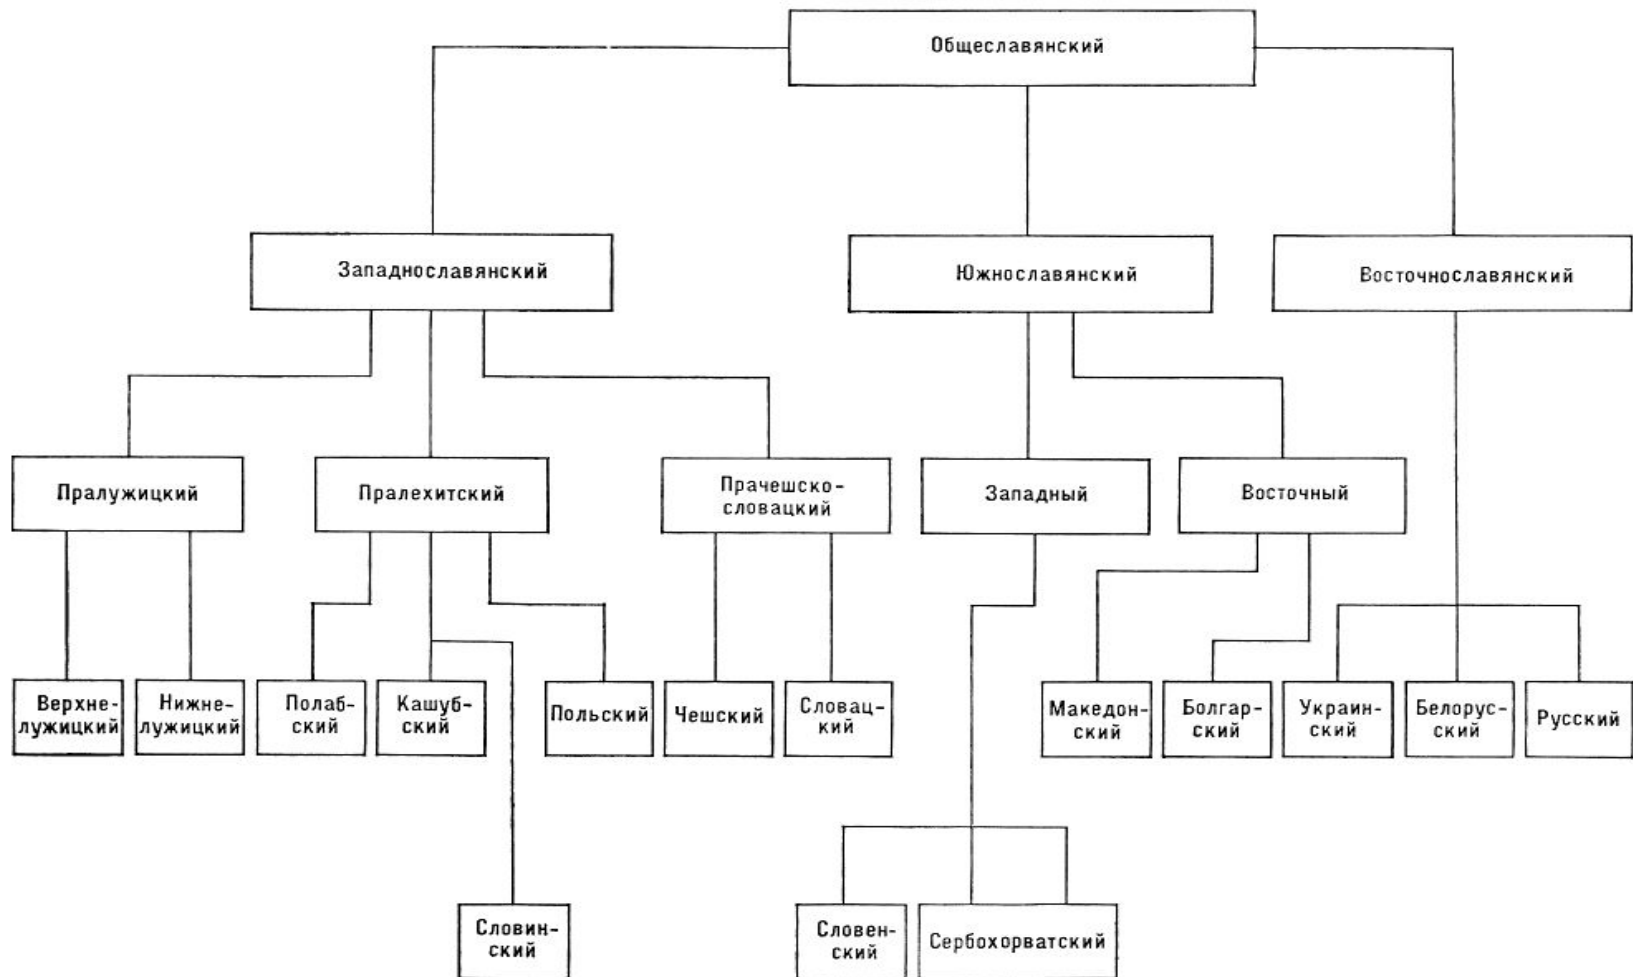 Общеславянский
Западнославянский
Южнославянский
Восточнославянский
Пралужицкий
Пралехитский
Прачешско-
словацкий
Западный
Восточный
Верхне-
лужицкий
Нижне-
лужицкий
Полаб-
ский
Кашуб-
ский
Польский
Чешский
Словац-
кий
Македон-
ский
Болгар-
ский
Украин-
ский
Белорус-
ский
Русский
Словин-
ский
Словен-
ский
Сербохорватский